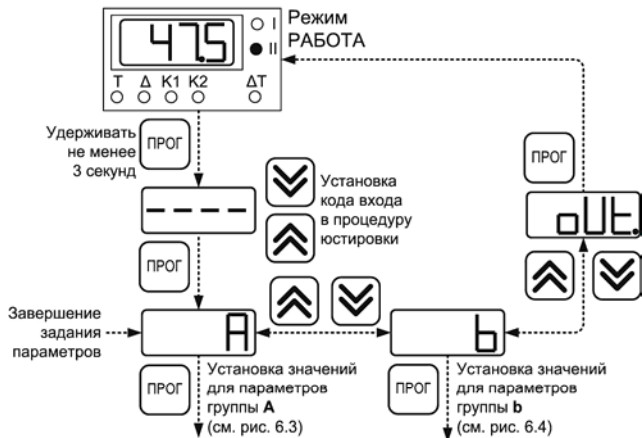 47.5
I
II
Режим
РАБОТА
T Δ K1 K2 ΔT
Удерживать
не менее
3 секунд
ПРОГ
----
Установка
кода входа
в процедуру
юстировки
ПРОГ
ПРОГ
oUt.
Завершение
задания
параметров
A
b
ПРОГ
Установка значений
для параметров
группы A
(см. рис. 6.3)
ПРОГ
Установка значений
для параметров
группы b
(см. рис. 6.4)